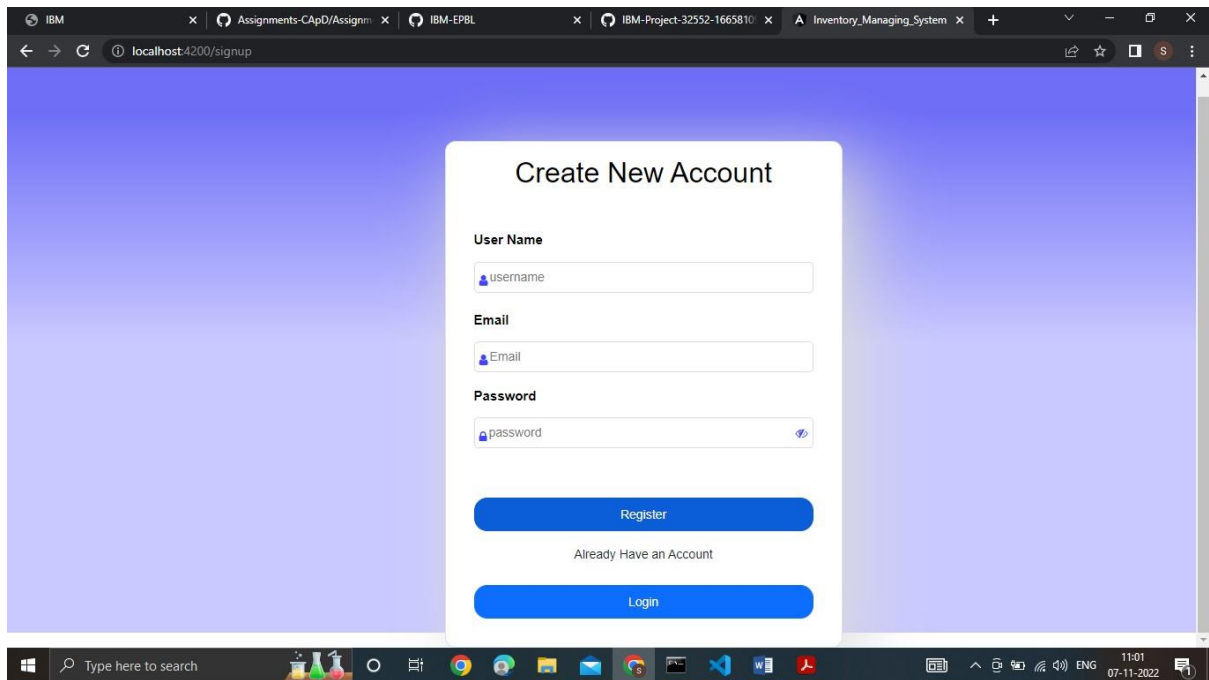 IBM
Assignments-CApD/Assignm
IBM-EPBL
IBM-Project-32552-1665810
Inventory_Managing_System
localhost:4200/signup
S
Create New Account
User Name
username
Email
Email
Password
password
Register
Already Have an Account
Login
Type here to search
ENG
11:01
07-11-2022